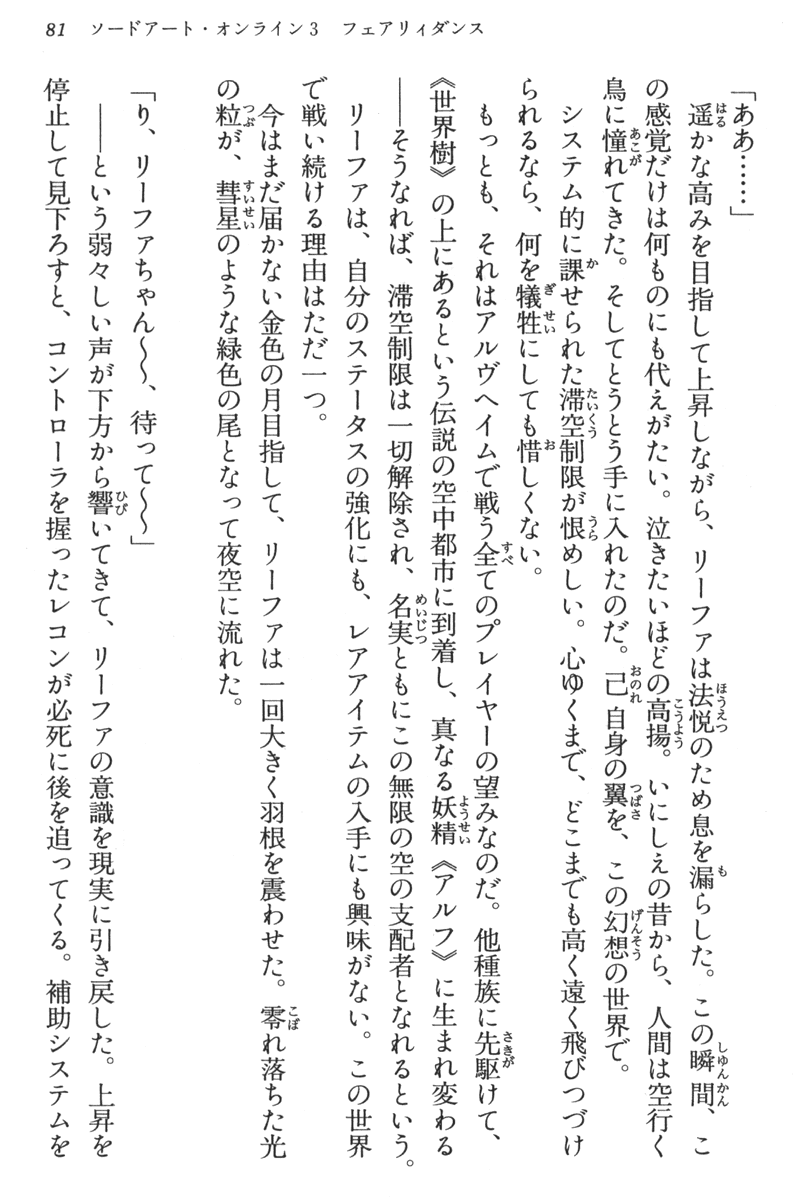 81　ソードアート・オンライン3　フェアリィダンス
「ああ……」
　遥かな高みを目指して上昇しながら、リーファは法悦のため息を漏らした。この瞬間、こ
の感覚だけは何ものにも代えがたい。泣きたいほどの高揚。いにしえの昔から、人間は空行く
鳥に憧れてきた。そしてとうとう手に入れたのだ。己自身の翼を、この幻想の世界で。
　システム的に課せられた滞空制限が恨めしい。心ゆくまで、どこまでも高く遠く飛びつづけ
られるなら、何を犠牲にしても惜しくない。
　もっとも、それはアルヴヘイムで戦う全てのプレイヤーの望みなのだ。他種族に先駆けて、
《世界樹》の上にあるという伝説の空中都市に到着し、真なる妖精《アルフ》に生まれ変わる
――そうなれば、滞空制限は一切解除され、名実ともにこの無限の空の支配者となれるという。
　リーファは、自分のステータスの強化にも、レアアイテムの入手にも興味がない。この世界
で戦い続ける理由はただ一つ。
　今はまだ届かない金色の月目指して、リーファは一回大きく羽根を震わせた。零れ落ちた光
の粒が、彗星のような緑色の尾となって夜空に流れた。
「り、リーファちゃん～～、待って～～」
　――という弱々しい声が下方から響いてきて、リーファの意識を現実に引き戻した。上昇を
停止して見下ろすと、コントローラを握ったレコンが必死に後を追ってくる。補助システムを